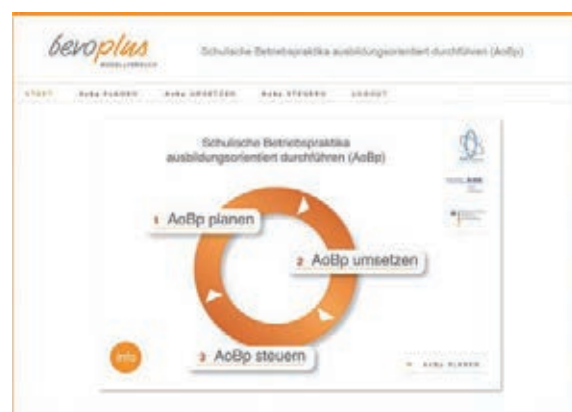 bevoplus
MODELLVERSUCH
Schulische Betriebspraktika ausbildungsorientiert durchführen (AoBp)
START AoBp PLANEN AoBp UMSETZEN AoBp STEUERN LOGOUT
Schulische Betriebspraktika
ausbildungsorientiert durchführen (AoBp)
1 AoBp planen
2 AoBp umsetzen
3 AoBp steuern
info
AoBp PLANEN